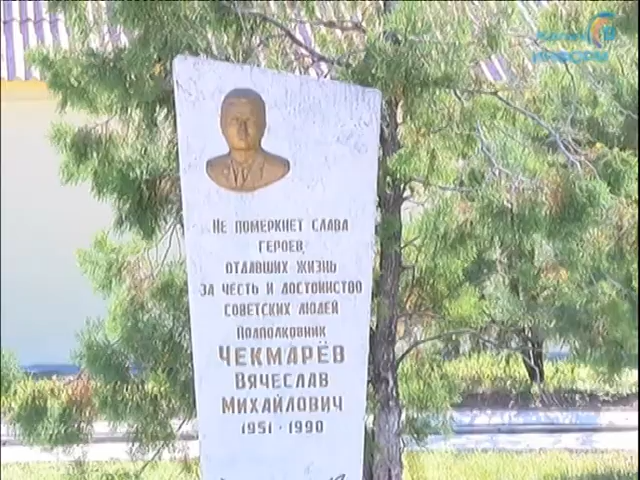 НЕ ПОМЕРКНЕТ СЛАВА
ГЕРОЕВ,
ОТДАВШИХ ЖИЗНЬ
ЗА ЧЕСТЬ И ДОСТОИНСТВО
СОВЕТСКИХ ЛЮДЕЙ
ПОДПОЛКОВНИК
ЧЕКМАРЁВ
ВЯЧЕСЛАВ
МИХАЙЛОВИЧ
1951 - 1990